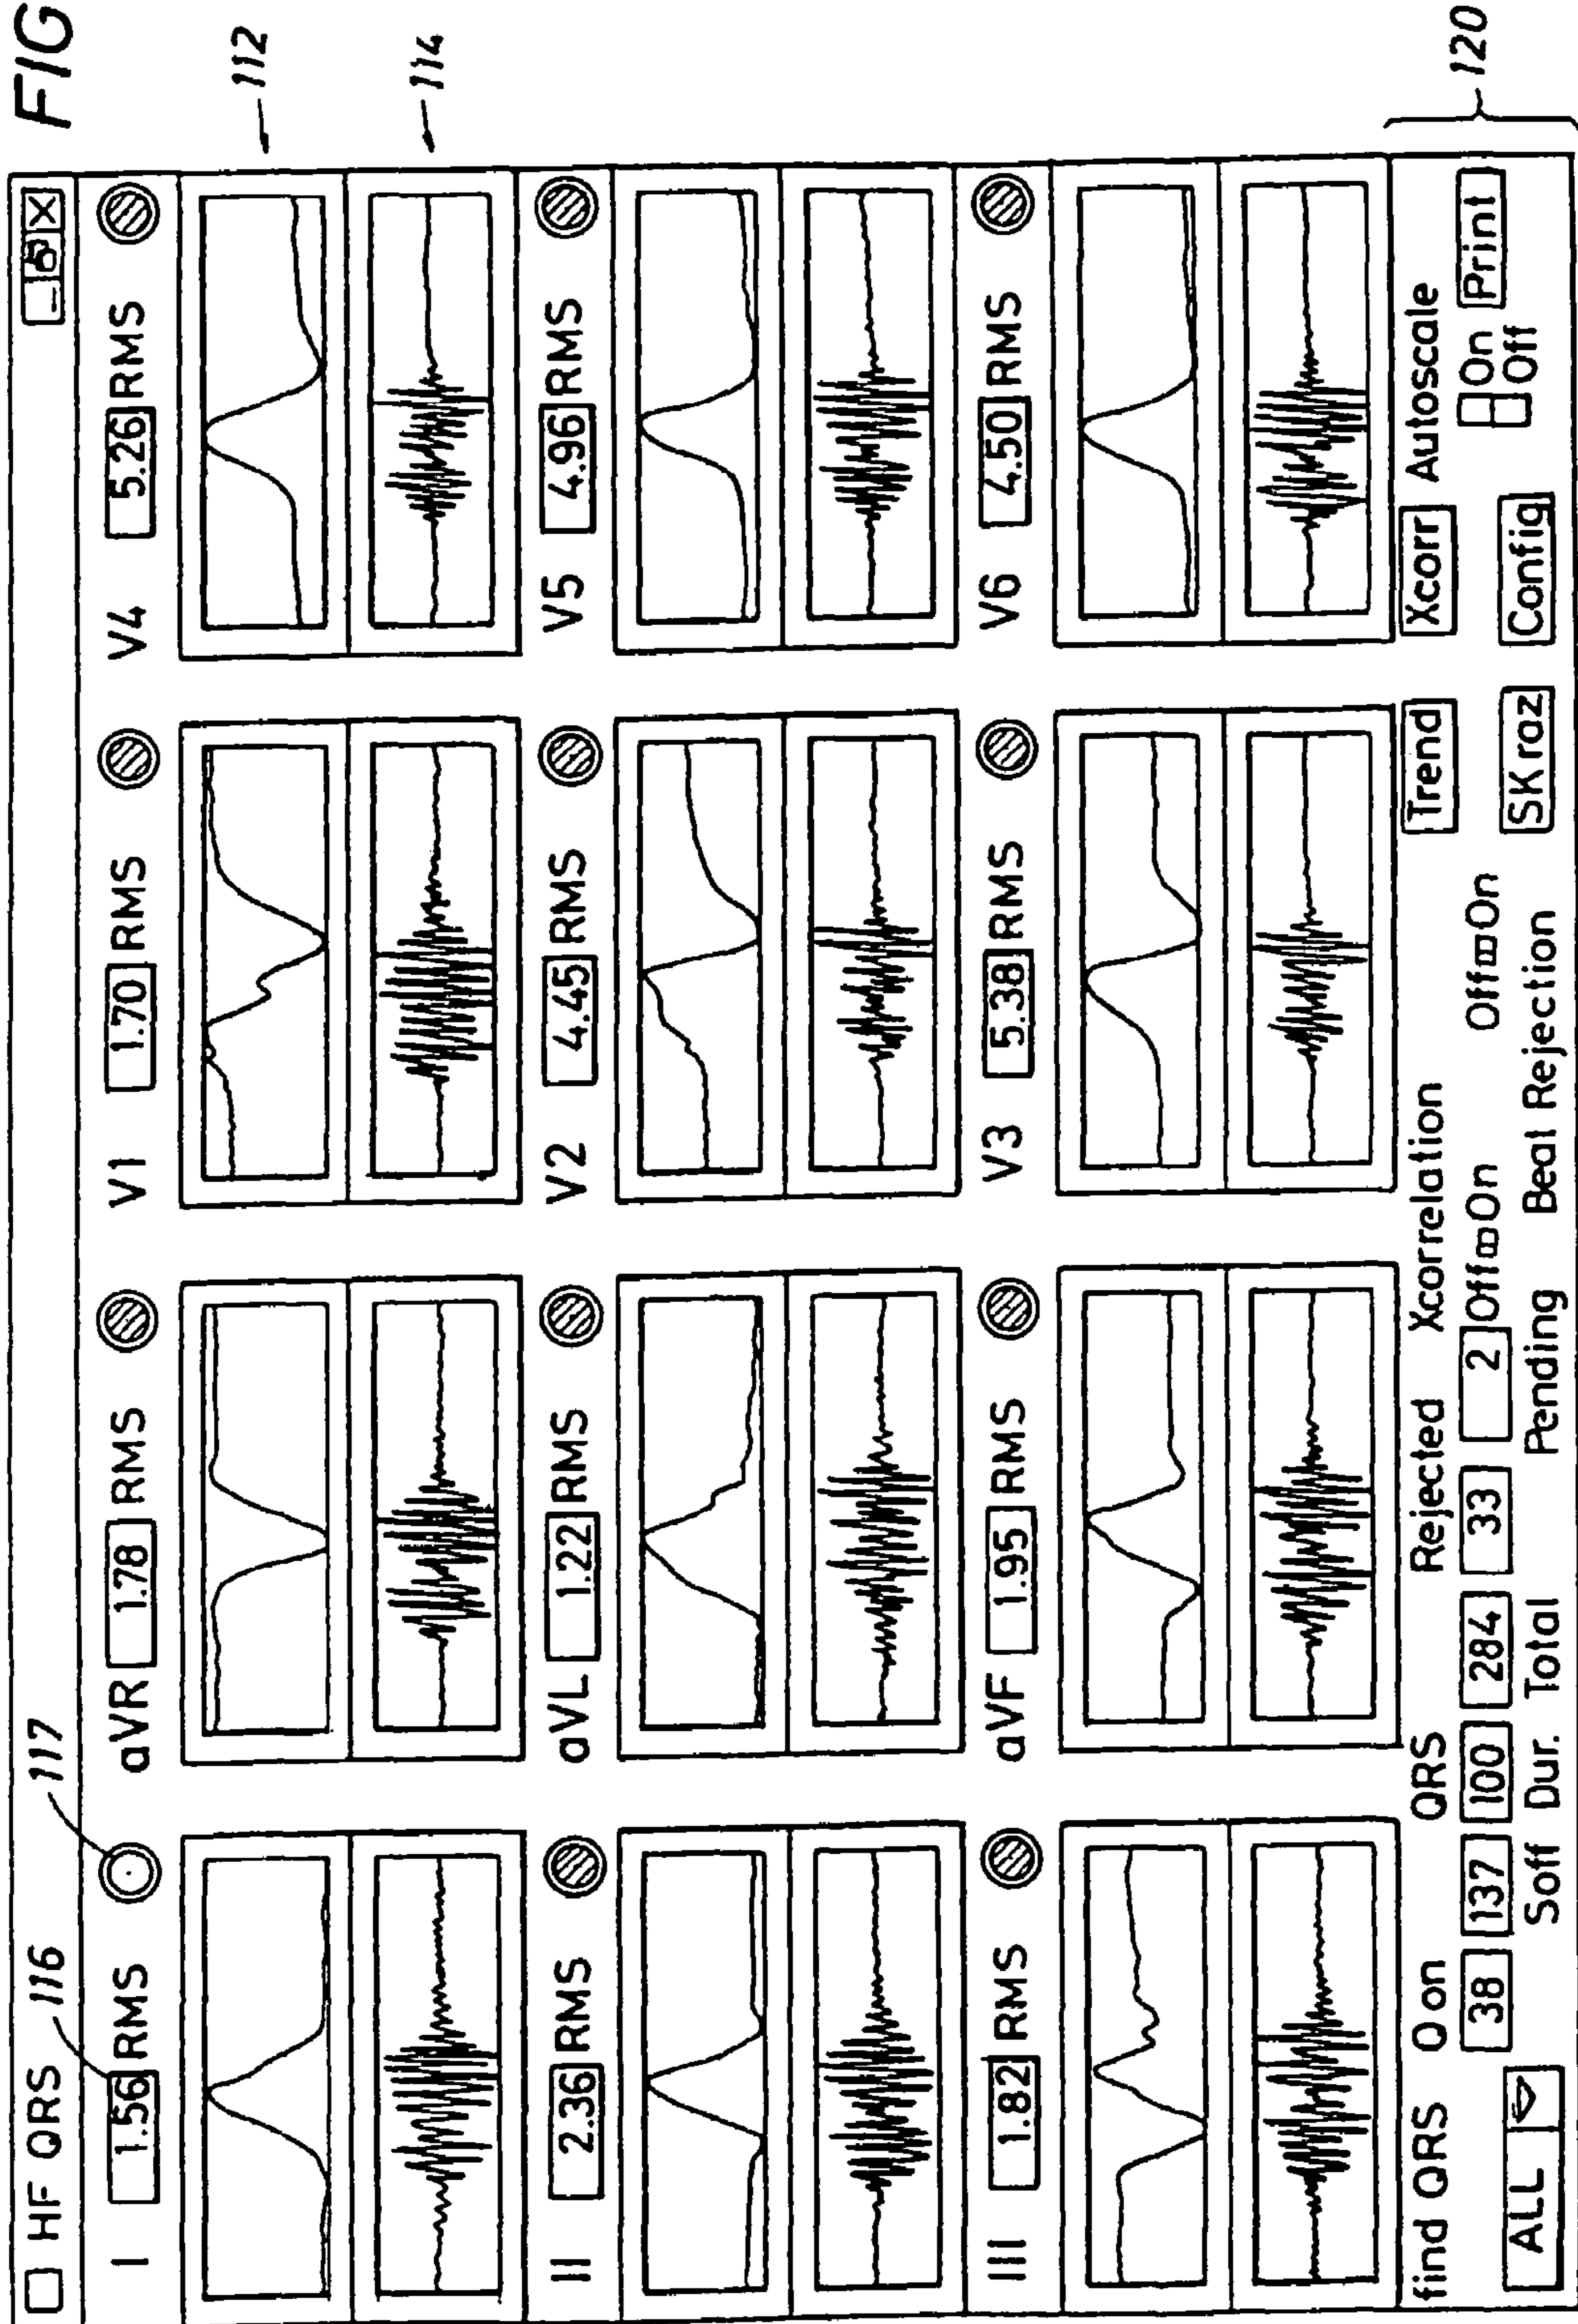 FIG
112
114
120
HF QRS
116
117
I 1.56 RMS
aVR 1.78 RMS
V1 1.70 RMS
V4 5.26 RMS
II 2.36 RMS
aVL 1.22 RMS
V2 4.45 RMS
V5 4.96 RMS
III 1.82 RMS
aVF 1.95 RMS
V3 5.38 RMS
V6 4.50 RMS
find QRS Q on QRS Rejected Xcorrelation Trend Xcorr Autoscale
38 137 100 284 33 2 Off On Off On On Print
Off
ALL Soff Dur. Total Pending Beat Rejection SK raz Config